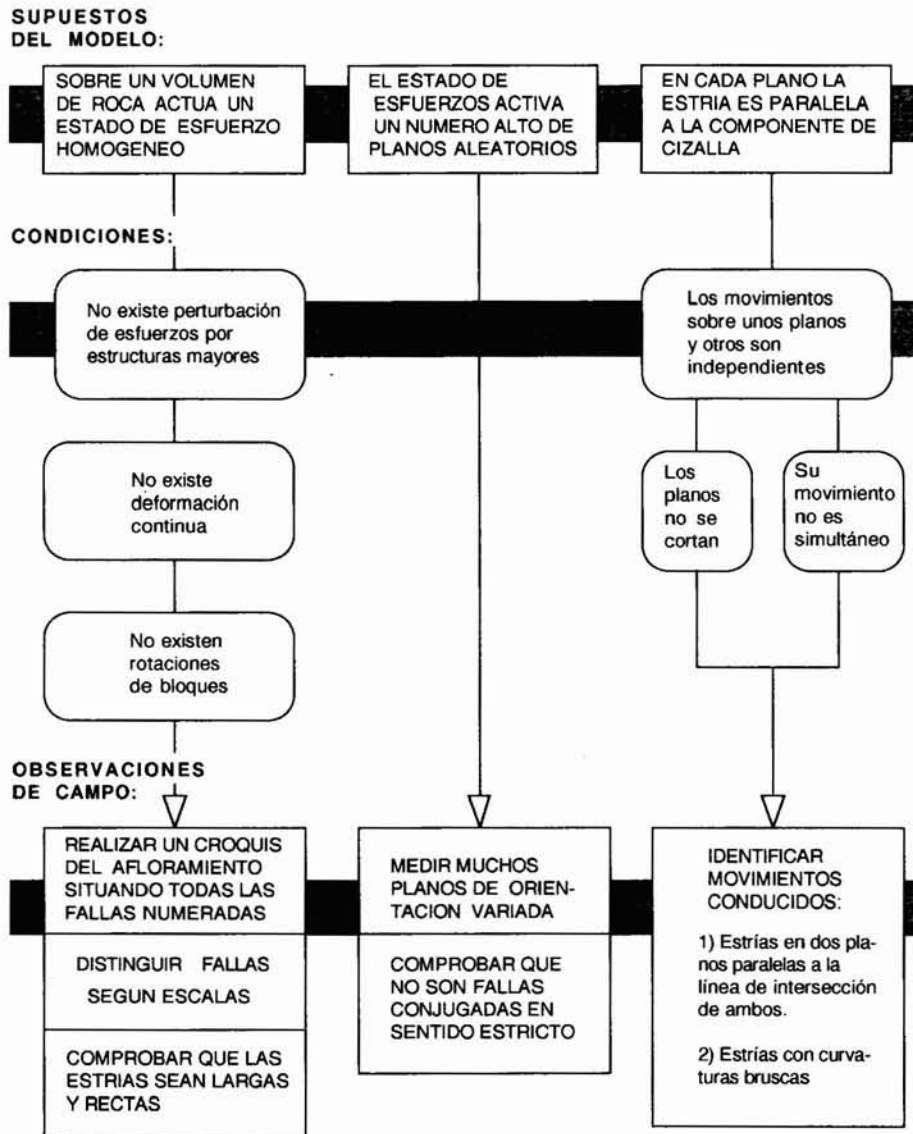 SUPUESTOS
DEL MODELO:
SOBRE UN VOLUMEN
DE ROCA ACTUA UN
ESTADO DE ESFUERZO
HOMOGENEO
EL ESTADO DE
ESFUERZOS ACTIVA
UN NUMERO ALTO DE
PLANOS ALEATORIOS
EN CADA PLANO LA
ESTRIA ES PARALELA
A LA COMPONENTE DE
CIZALLA
CONDICIONES:
No existe perturbación
de esfuerzos por
estructuras mayores
Los movimientos
sobre unos planos
y otros son
independientes
No existe
deformación
continua
Los
planos
no se
cortan
Su
movimiento
no es
simultáneo
No existen
rotaciones
de bloques
OBSERVACIONES
DE CAMPO:
REALIZAR UN CROQUIS
DEL AFLORAMIENTO
SITUANDO TODAS LAS
FALLAS NUMERADAS
DISTINGUIR FALLAS
SEGUN ESCALAS
COMPROBAR QUE LAS
ESTRIAS SEAN LARGAS
Y RECTAS
MEDIR MUCHOS
PLANOS DE ORIEN-
TACION VARIADA
COMPROBAR QUE
NO SON FALLAS
CONJUGADAS EN
SENTIDO ESTRICTO
IDENTIFICAR
MOVIMIENTOS
CONDUCIDOS:
1) Estrías en dos pla-
nos paralelas a la
línea de intersección
de ambos.
2) Estrías con curva-
turas bruscas